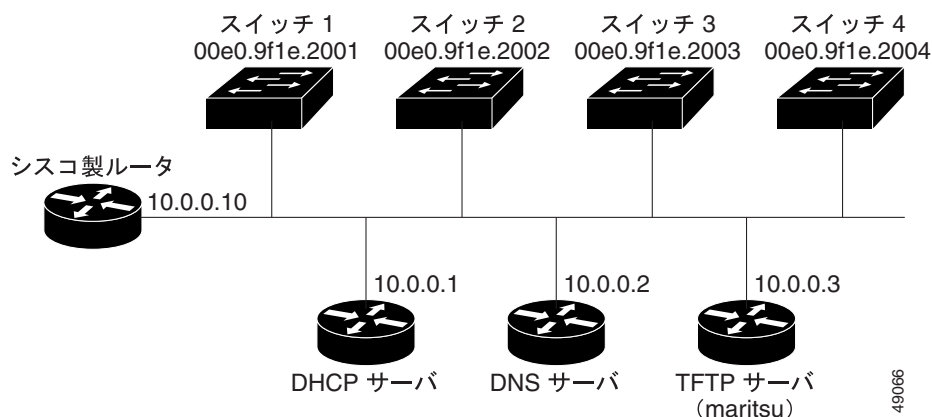 スイッチ 1
00e0.9f1e.2001
スイッチ 2
00e0.9f1e.2002
スイッチ 3
00e0.9f1e.2003
スイッチ 4
00e0.9f1e.2004
シスコ製ルータ
10.0.0.10
10.0.0.1
10.0.0.2
10.0.0.3
DHCP サーバ
DNS サーバ
TFTP サーバ
(maritsu)
49066